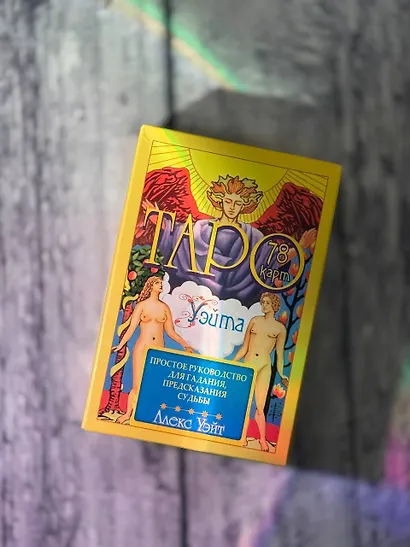 ТАРО
78
карт
Уэйта
ПРОСТОЕ РУКОВОДСТВО
ДЛЯ ГАДАНИЯ,
ПРЕДСКАЗАНИЯ
СУДЬБЫ
Алекс Уэйт